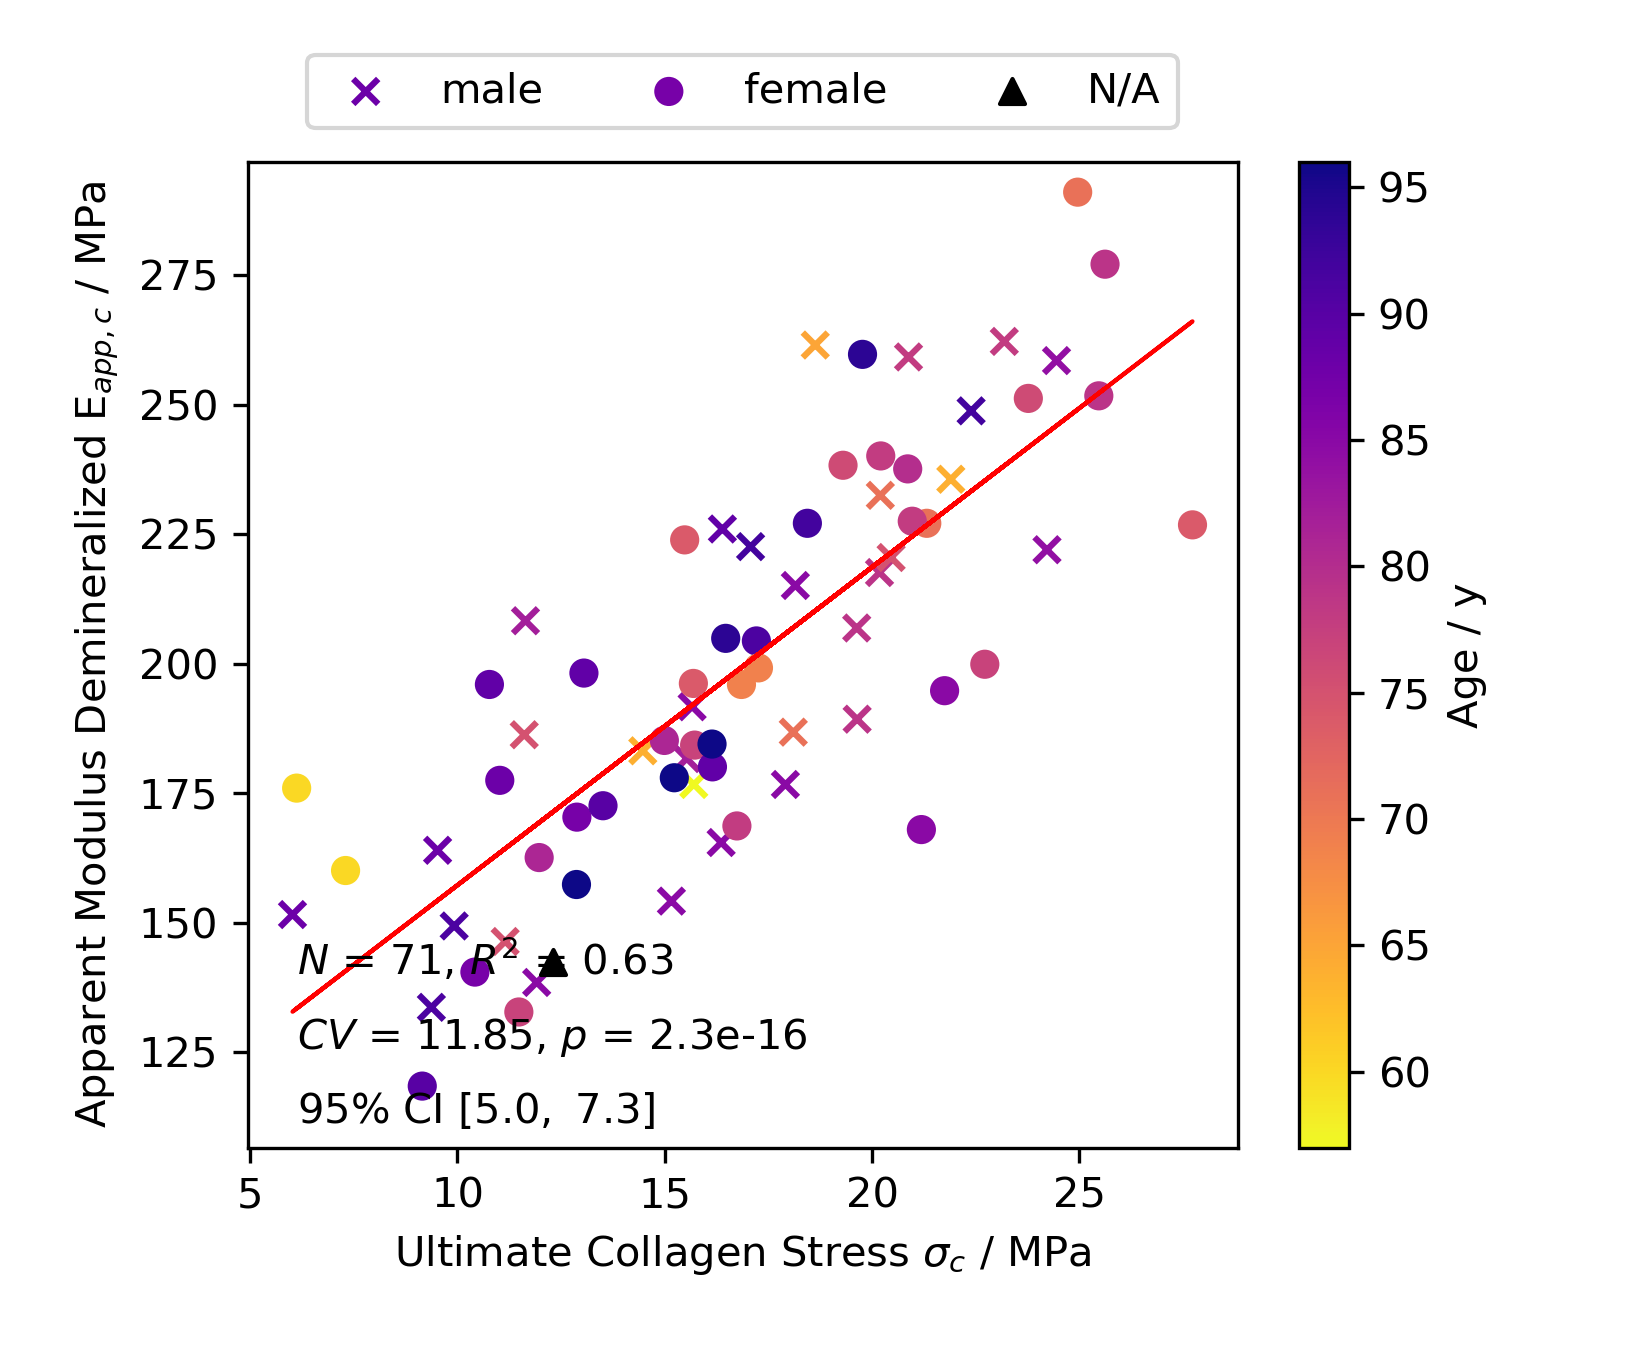 male female N/A
Apparent Modulus Demineralized E_app,c / MPa
275
250
225
200
175
150
125
N = 71, R² = 0.63
CV = 11.85, p = 2.3e-16
95% CI [5.0, 7.3]
5 10 15 20 25
Ultimate Collagen Stress σ_c / MPa
95
90
85
80
75
70
65
60
Age / y